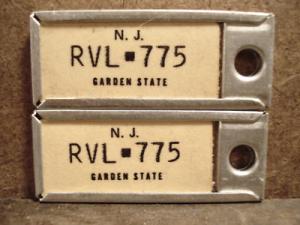 N. J.
RVL▪775
GARDEN STATE
N. J.
RVL▪775
GARDEN STATE